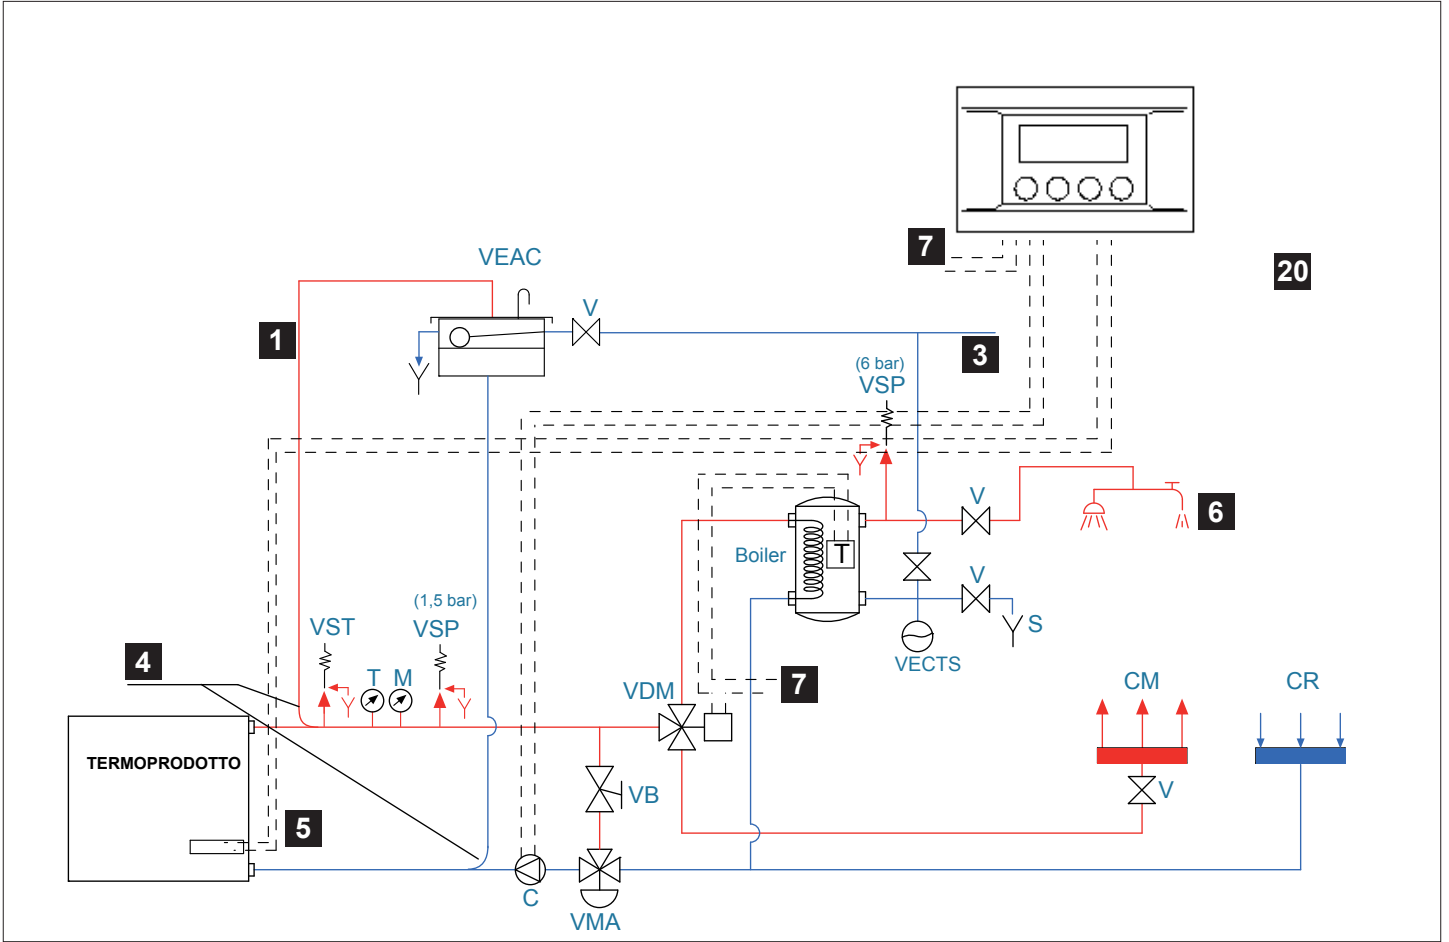 7
20
VEAC
V
1
3
(6 bar)
VSP
V
6
Boiler
T
V
S
(1,5 bar)
VSP
VST
4
T
M
VECTS
7
VDM
CM
CR
TERMOPRODOTTO
V
VB
5
C
VMA